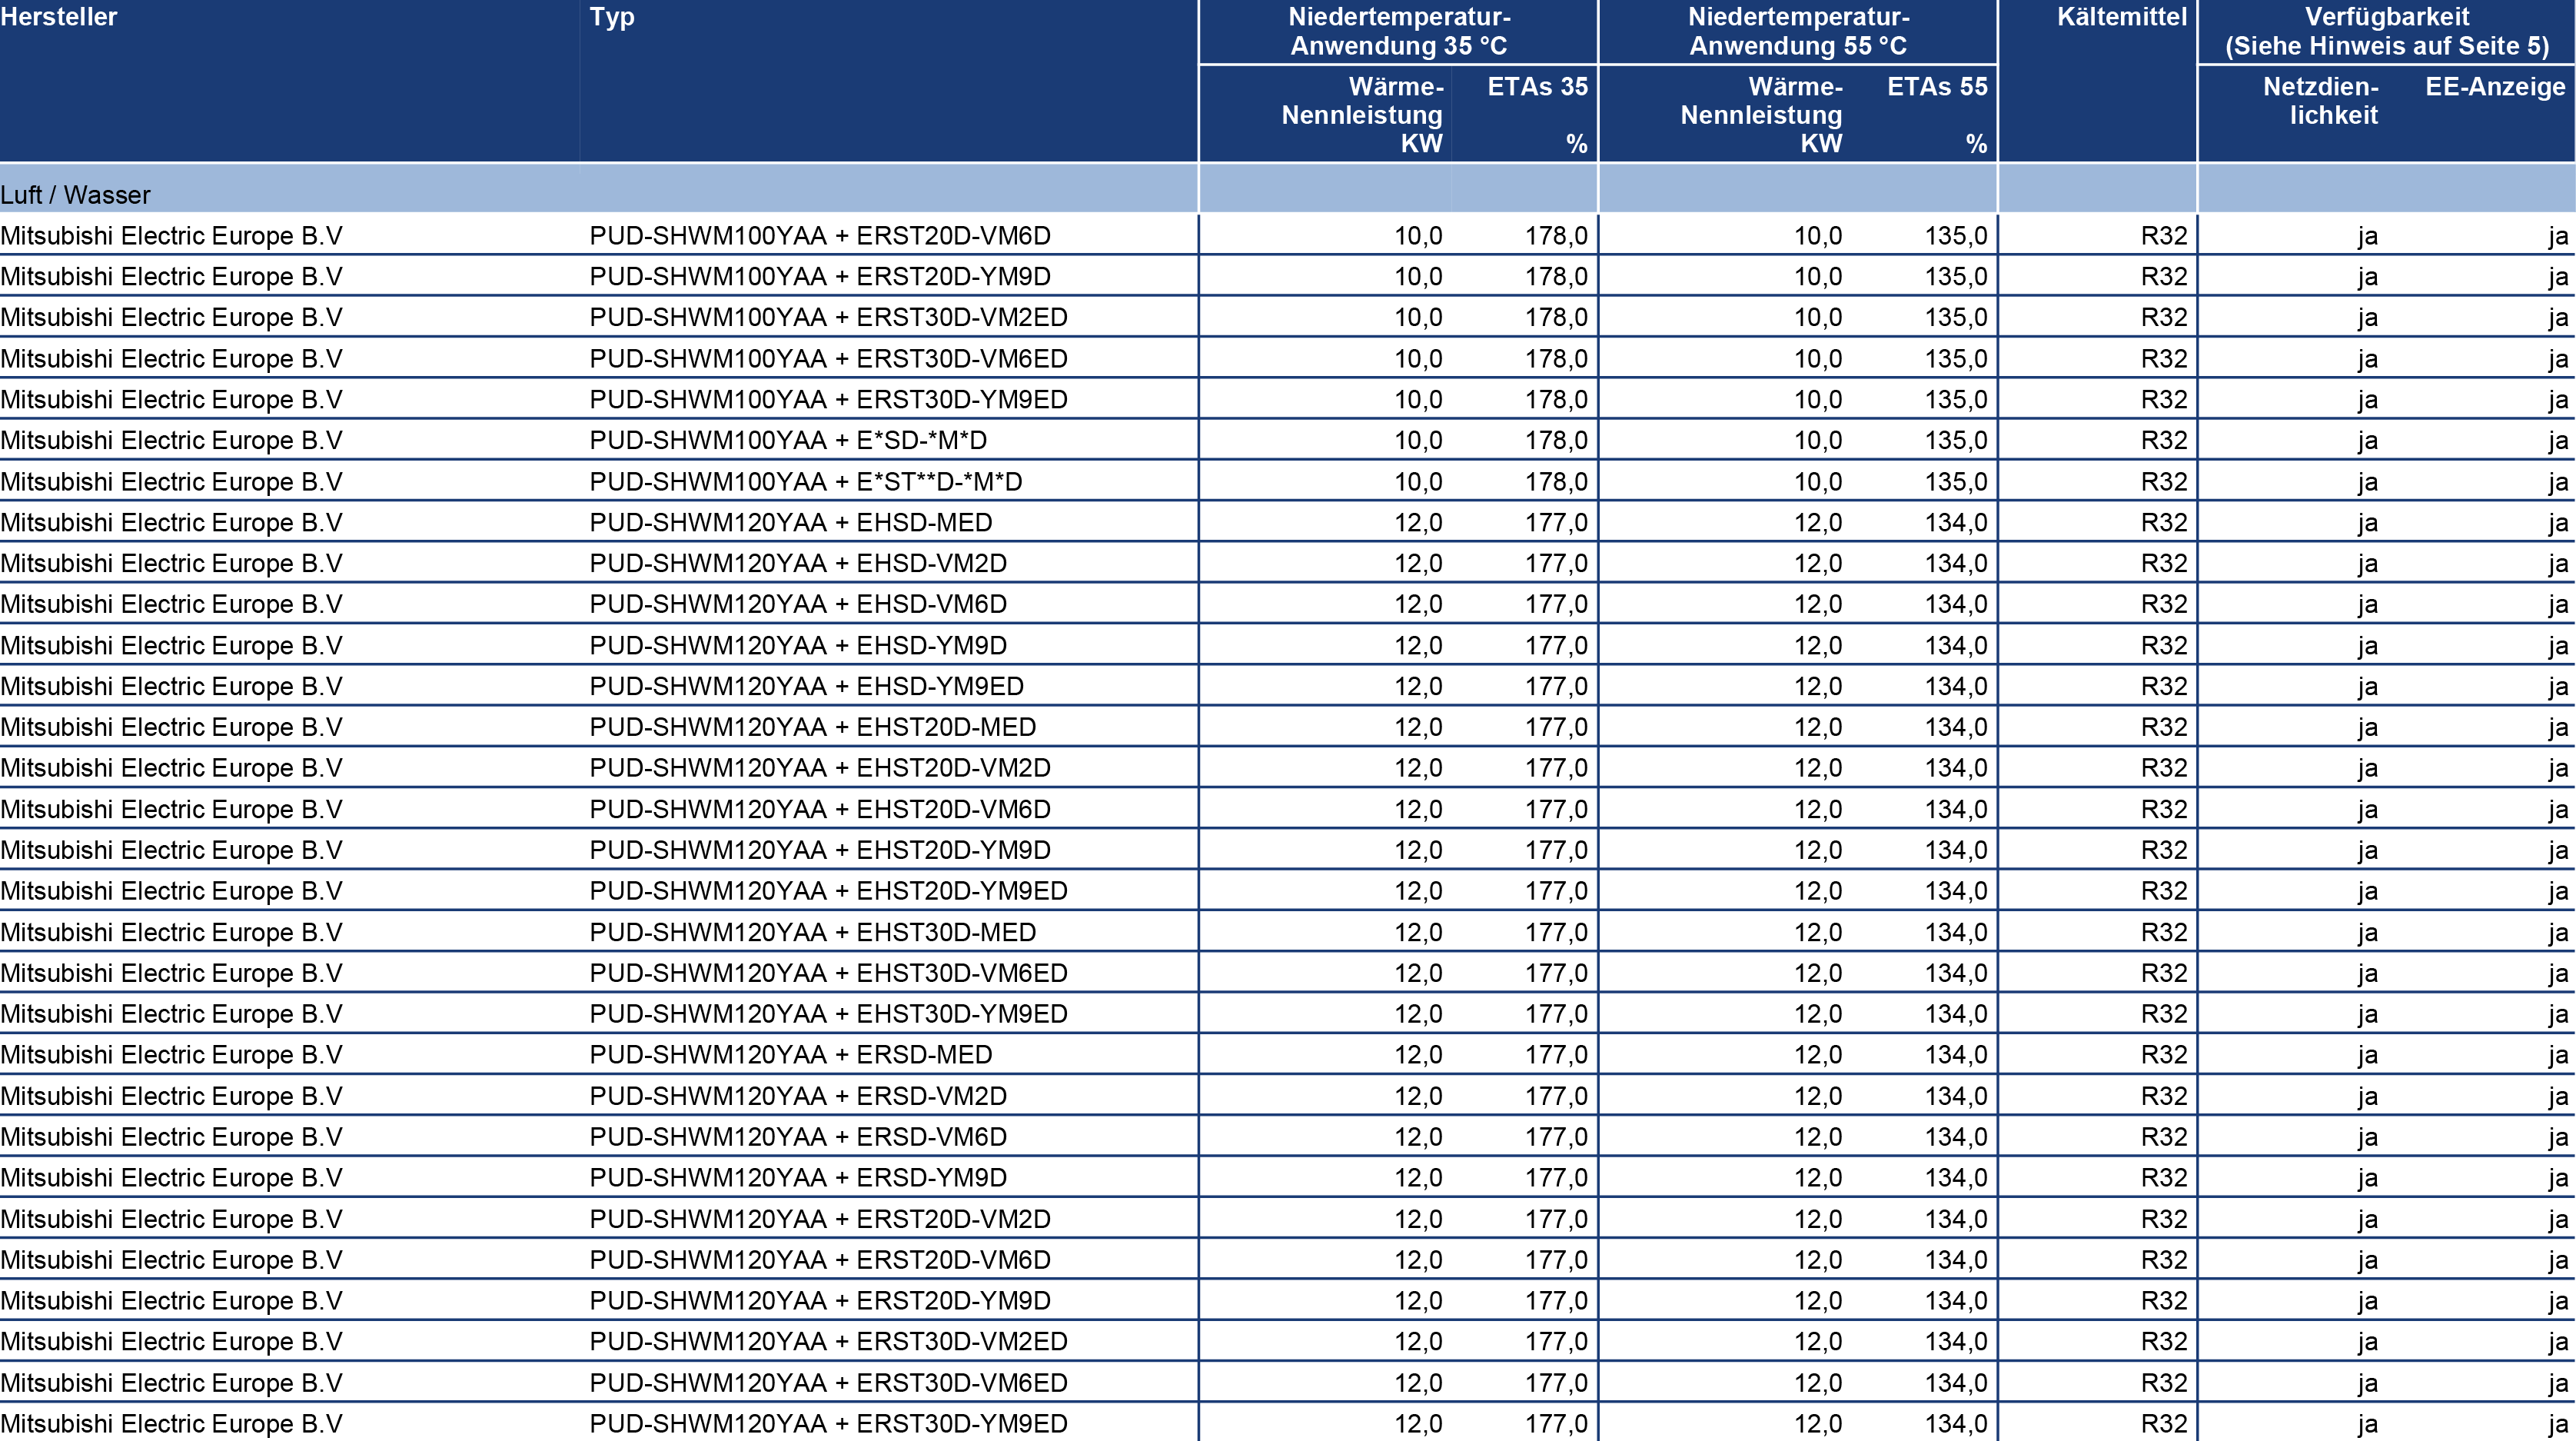 Hersteller Typ Niedertemperatur- Niedertemperatur- Kältemittel Verfügbarkeit
Anwendung 35 °C Anwendung 55 °C (Siehe Hinweis auf Seite 5)
Wärme- ETAs 35 Wärme- ETAs 55 Netzdien- EE-Anzeige
Nennleistung Nennleistung lichkeit
KW % KW %
Luft / Wasser
Mitsubishi Electric Europe B.V PUD-SHWM100YAA + ERST20D-VM6D 10,0 178,0 10,0 135,0 R32 ja ja
Mitsubishi Electric Europe B.V PUD-SHWM100YAA + ERST20D-YM9D 10,0 178,0 10,0 135,0 R32 ja ja
Mitsubishi Electric Europe B.V PUD-SHWM100YAA + ERST30D-VM2ED 10,0 178,0 10,0 135,0 R32 ja ja
Mitsubishi Electric Europe B.V PUD-SHWM100YAA + ERST30D-VM6ED 10,0 178,0 10,0 135,0 R32 ja ja
Mitsubishi Electric Europe B.V PUD-SHWM100YAA + ERST30D-YM9ED 10,0 178,0 10,0 135,0 R32 ja ja
Mitsubishi Electric Europe B.V PUD-SHWM100YAA + E*SD-*M*D 10,0 178,0 10,0 135,0 R32 ja ja
Mitsubishi Electric Europe B.V PUD-SHWM100YAA + E*ST**D-*M*D 10,0 178,0 10,0 135,0 R32 ja ja
Mitsubishi Electric Europe B.V PUD-SHWM120YAA + EHSD-MED 12,0 177,0 12,0 134,0 R32 ja ja
Mitsubishi Electric Europe B.V PUD-SHWM120YAA + EHSD-VM2D 12,0 177,0 12,0 134,0 R32 ja ja
Mitsubishi Electric Europe B.V PUD-SHWM120YAA + EHSD-VM6D 12,0 177,0 12,0 134,0 R32 ja ja
Mitsubishi Electric Europe B.V PUD-SHWM120YAA + EHSD-YM9D 12,0 177,0 12,0 134,0 R32 ja ja
Mitsubishi Electric Europe B.V PUD-SHWM120YAA + EHSD-YM9ED 12,0 177,0 12,0 134,0 R32 ja ja
Mitsubishi Electric Europe B.V PUD-SHWM120YAA + EHST20D-MED 12,0 177,0 12,0 134,0 R32 ja ja
Mitsubishi Electric Europe B.V PUD-SHWM120YAA + EHST20D-VM2D 12,0 177,0 12,0 134,0 R32 ja ja
Mitsubishi Electric Europe B.V PUD-SHWM120YAA + EHST20D-VM6D 12,0 177,0 12,0 134,0 R32 ja ja
Mitsubishi Electric Europe B.V PUD-SHWM120YAA + EHST20D-YM9D 12,0 177,0 12,0 134,0 R32 ja ja
Mitsubishi Electric Europe B.V PUD-SHWM120YAA + EHST20D-YM9ED 12,0 177,0 12,0 134,0 R32 ja ja
Mitsubishi Electric Europe B.V PUD-SHWM120YAA + EHST30D-MED 12,0 177,0 12,0 134,0 R32 ja ja
Mitsubishi Electric Europe B.V PUD-SHWM120YAA + EHST30D-VM6ED 12,0 177,0 12,0 134,0 R32 ja ja
Mitsubishi Electric Europe B.V PUD-SHWM120YAA + EHST30D-YM9ED 12,0 177,0 12,0 134,0 R32 ja ja
Mitsubishi Electric Europe B.V PUD-SHWM120YAA + ERSD-MED 12,0 177,0 12,0 134,0 R32 ja ja
Mitsubishi Electric Europe B.V PUD-SHWM120YAA + ERSD-VM2D 12,0 177,0 12,0 134,0 R32 ja ja
Mitsubishi Electric Europe B.V PUD-SHWM120YAA + ERSD-VM6D 12,0 177,0 12,0 134,0 R32 ja ja
Mitsubishi Electric Europe B.V PUD-SHWM120YAA + ERSD-YM9D 12,0 177,0 12,0 134,0 R32 ja ja
Mitsubishi Electric Europe B.V PUD-SHWM120YAA + ERST20D-VM2D 12,0 177,0 12,0 134,0 R32 ja ja
Mitsubishi Electric Europe B.V PUD-SHWM120YAA + ERST20D-VM6D 12,0 177,0 12,0 134,0 R32 ja ja
Mitsubishi Electric Europe B.V PUD-SHWM120YAA + ERST20D-YM9D 12,0 177,0 12,0 134,0 R32 ja ja
Mitsubishi Electric Europe B.V PUD-SHWM120YAA + ERST30D-VM2ED 12,0 177,0 12,0 134,0 R32 ja ja
Mitsubishi Electric Europe B.V PUD-SHWM120YAA + ERST30D-VM6ED 12,0 177,0 12,0 134,0 R32 ja ja
Mitsubishi Electric Europe B.V PUD-SHWM120YAA + ERST30D-YM9ED 12,0 177,0 12,0 134,0 R32 ja ja